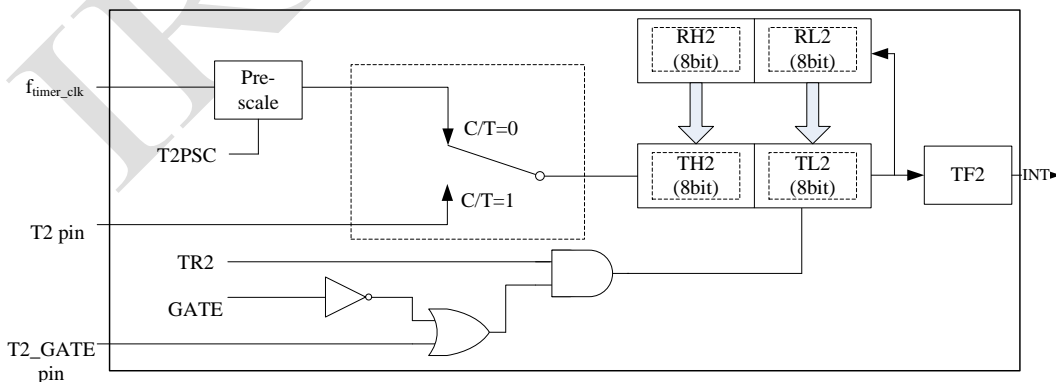 RH2
(8bit)
RL2
(8bit)
f timer_clk
Pre-
scale
C/T=0
T2PSC
TH2
(8bit)
TL2
(8bit)
TF2
INT
C/T=1
T2 pin
TR2
GATE
T2_GATE
pin